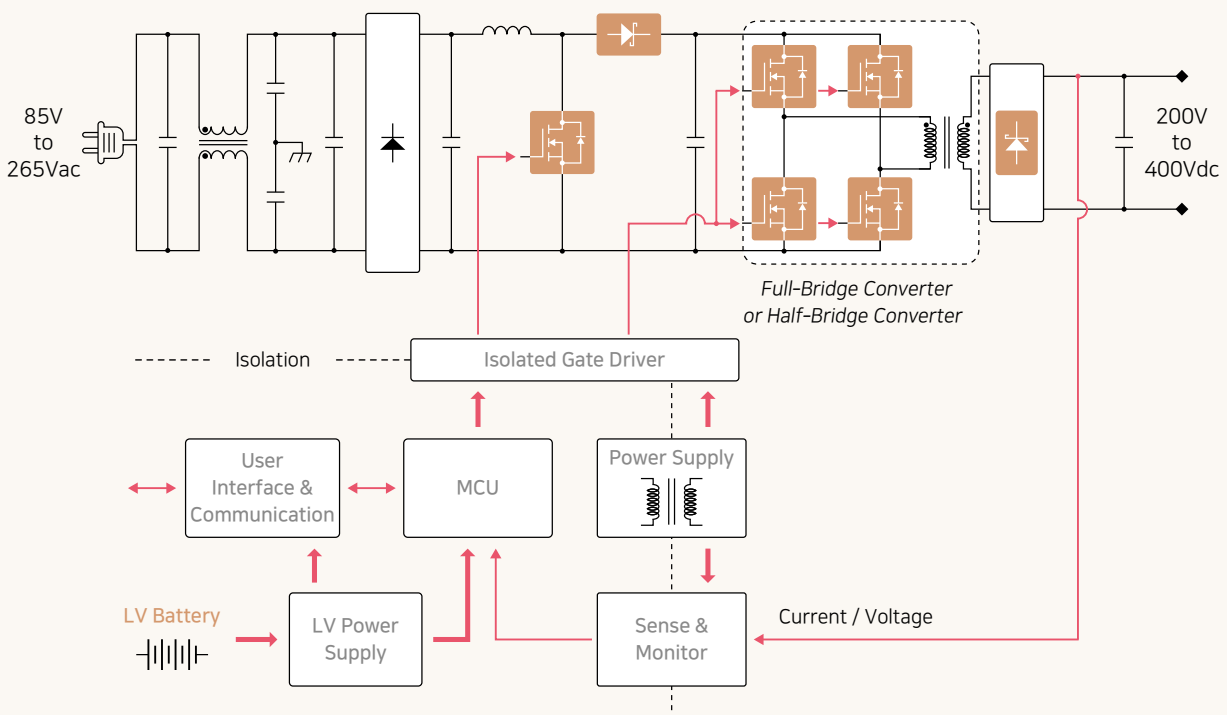 85V
to
265Vac
200V
to
400Vdc
Full-Bridge Converter
or Half-Bridge Converter
Isolation
Isolated Gate Driver
User
Interface &
Communication
MCU
Power Supply
LV Battery
LV Power
Supply
Sense &
Monitor
Current / Voltage